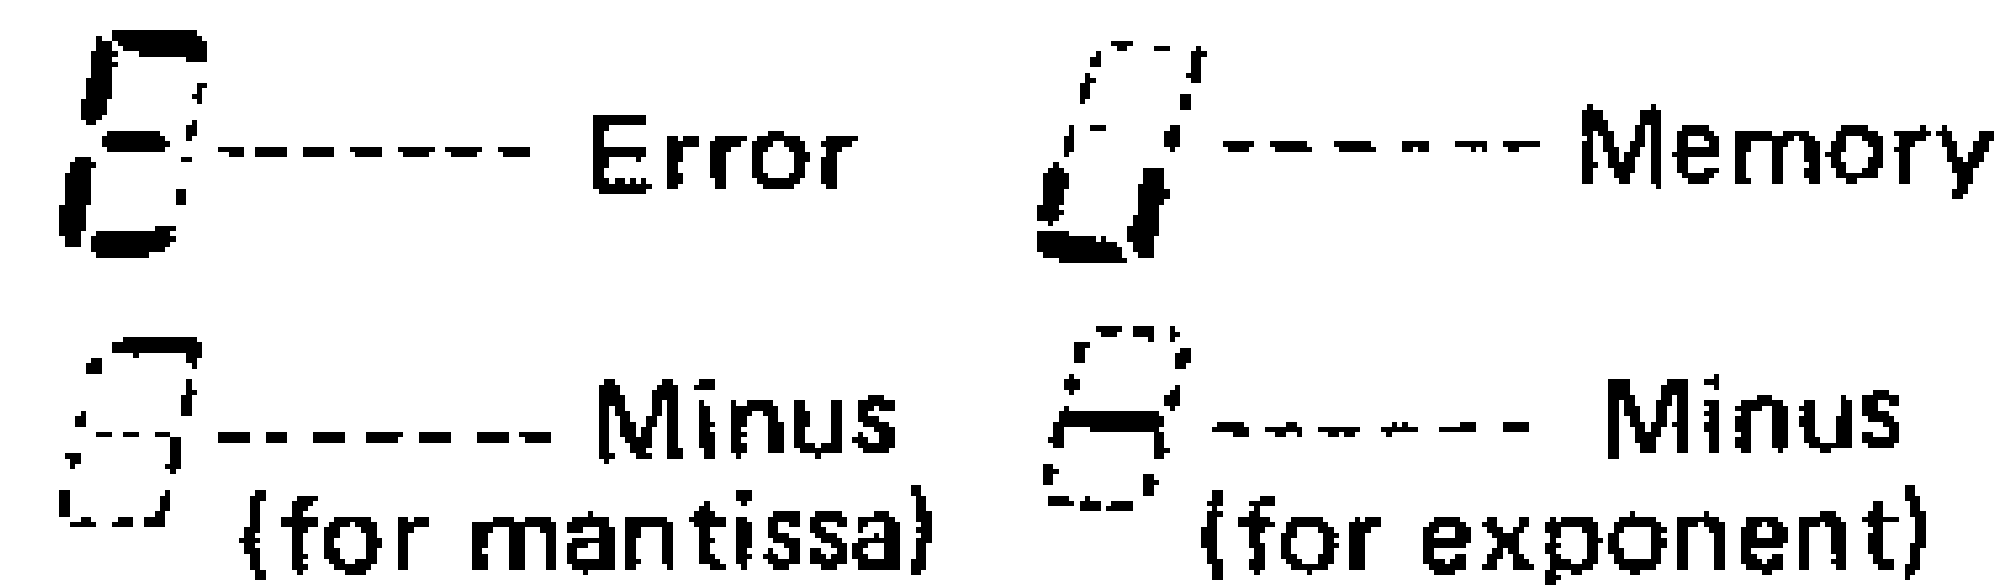 Error
Memory
Minus
(for mantissa)
Minus
(for exponent)